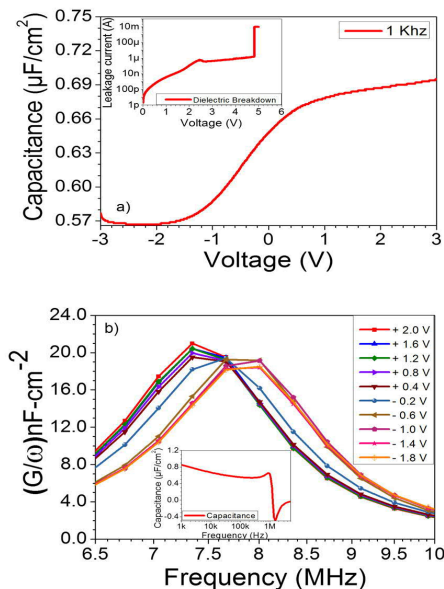 0.75
0.72
0.69
0.66
0.63
0.60
0.57
Capacitance (µF/cm²)
1 Khz
10m
10µ
1µ
10n
100p
1p
Leakage current (A)
Dielectric Breakdown
0 1 2 3 4 5 6
Voltage (V)
a)
-3 -2 -1 0 1 2 3
Voltage (V)
b)
24.0
20.0
16.0
12.0
8.0
4.0
0.0
(G/ω)nF-cm-2
+ 2.0 V
+ 1.6 V
+ 1.2 V
+ 0.8 V
+ 0.4 V
- 0.2 V
- 0.6 V
- 1.0 V
- 1.4 V
- 1.8 V
0.8
0.4
0.0
-0.4
Capacitance (µF/cm²)
Capacitance
1k 10k 100k 1M
Frequency (Hz)
6.5 7 7.5 8 8.5 9 9.5 10
Frequency (MHz)